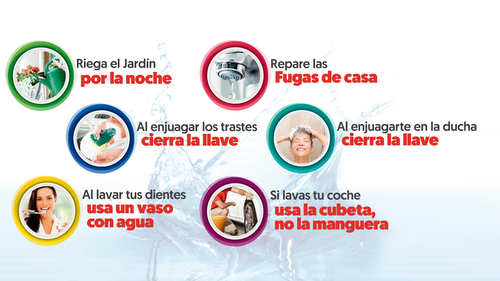 Riega el Jardín
por la noche
Repare las
Fugas de casa
Al enjuagar los trastes
cierra la llave
Al enjuagarte en la ducha
cierra la llave
Al lavar tus dientes
usa un vaso
con agua
Si lavas tu coche
usa la cubeta,
no la manguera